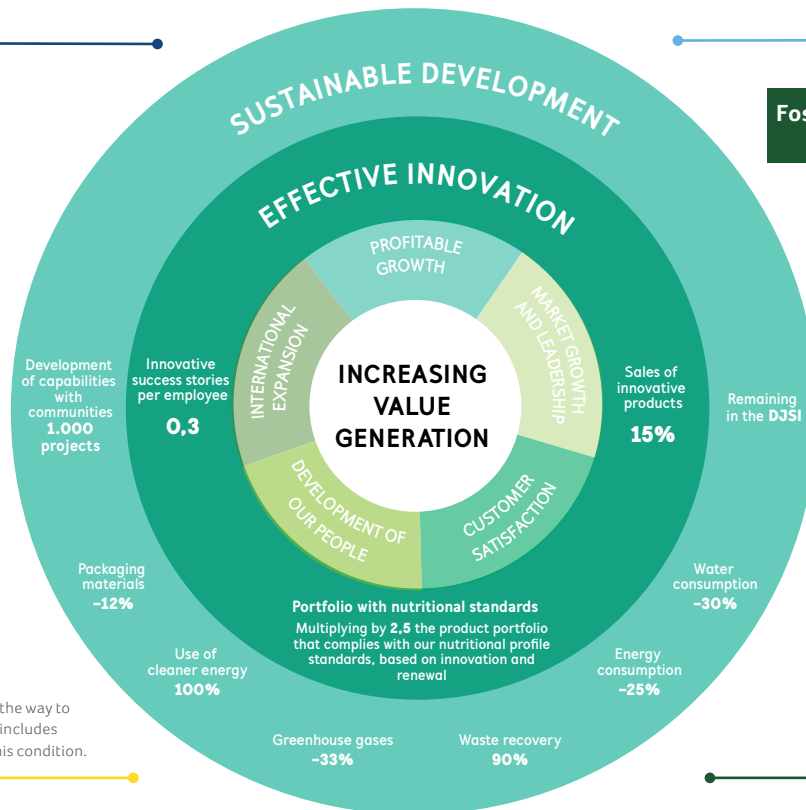 Fos
SUSTAINABLE DEVELOPMENT
EFFECTIVE INNOVATION
PROFITABLE
GROWTH
MARKET GROWTH
AND LEADERSHIP
INTERNATIONAL
EXPANSION
INCREASING
VALUE
GENERATION
DEVELOPMENT OF
OUR PEOPLE
CUSTOMER
SATISFACTION
Development
of capabilities
with
communities
1.000
projects
Innovative
success stories
per employee
0,3
Sales of
innovative
products
15%
Remaining
in the DJSI
Portfolio with nutritional standards
Multiplying by 2,5 the product portfolio
that complies with our nutritional profile
standards, based on innovation and
renewal
Packaging
materials
-12%
Water
consumption
-30%
Use of
cleaner energy
100%
Energy
consumption
-25%
Greenhouse gases
-33%
Waste recovery
90%
the way to
includes
is condition.